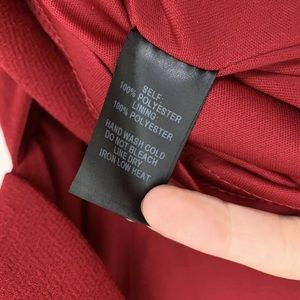 SELF:
100% POLYESTER
LINING:
100% POLYESTER
HAND WASH COLD
DO NOT BLEACH
LINE DRY
IRON LOW HEAT